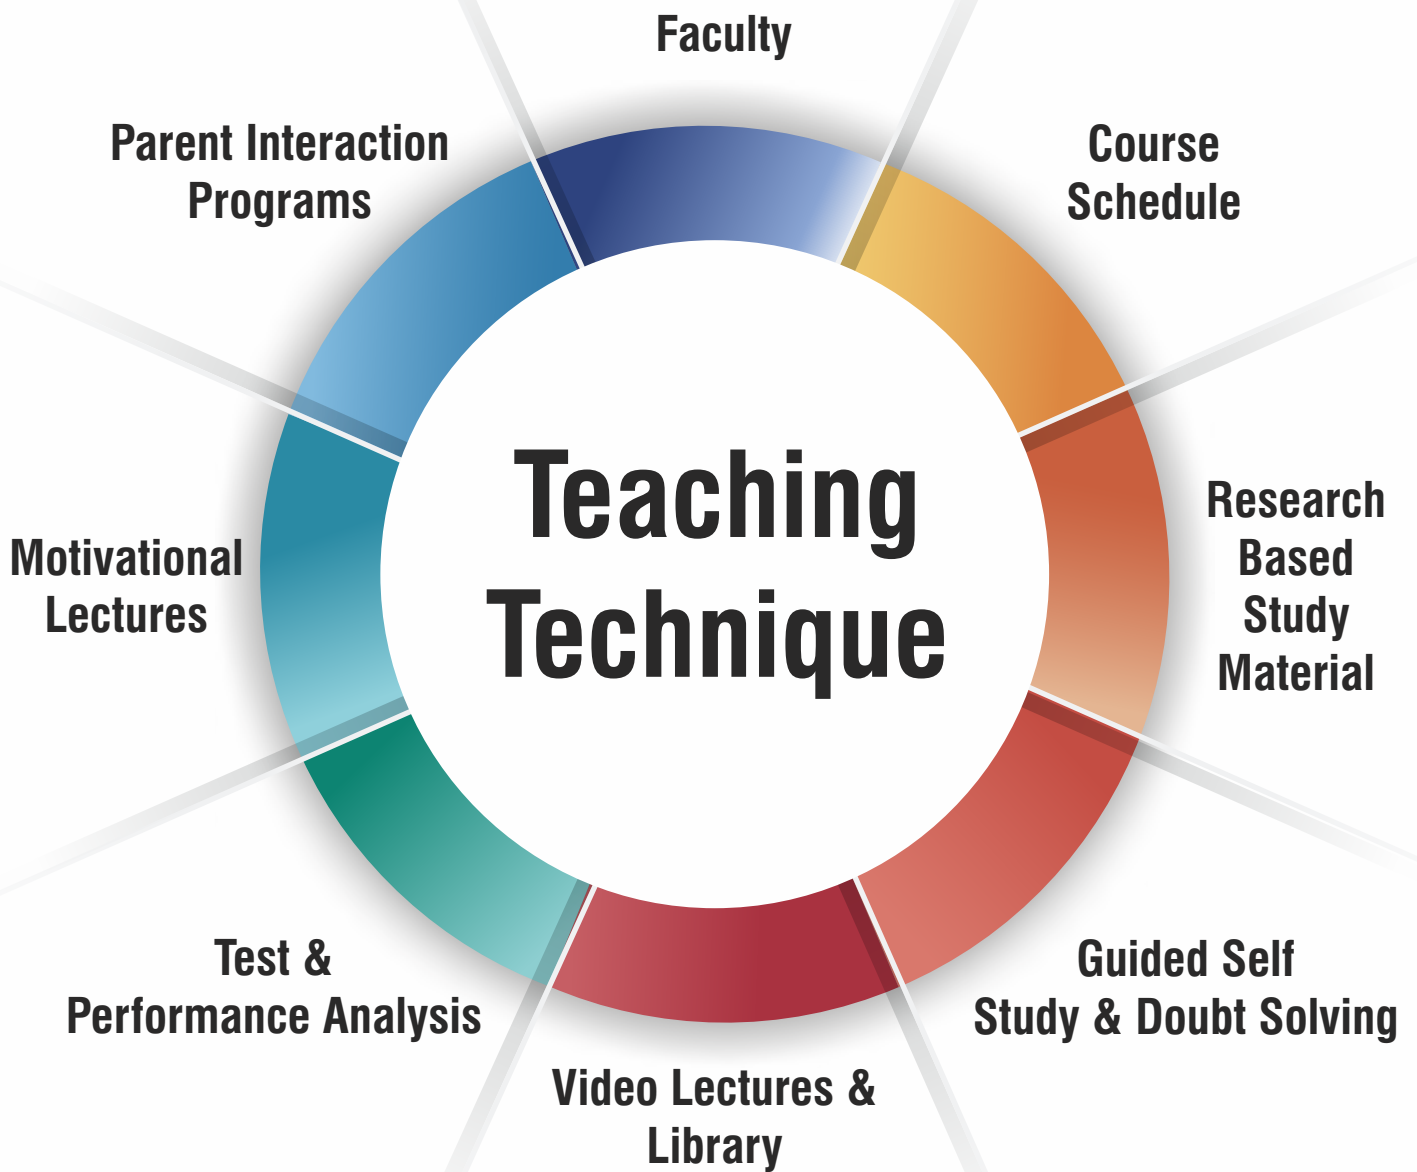 Faculty
Course
Schedule
Research
Based
Study
Material
Guided Self
Study & Doubt Solving
Video Lectures &
Library
Test &
Performance Analysis
Motivational
Lectures
Parent Interaction
Programs
Teaching
Technique